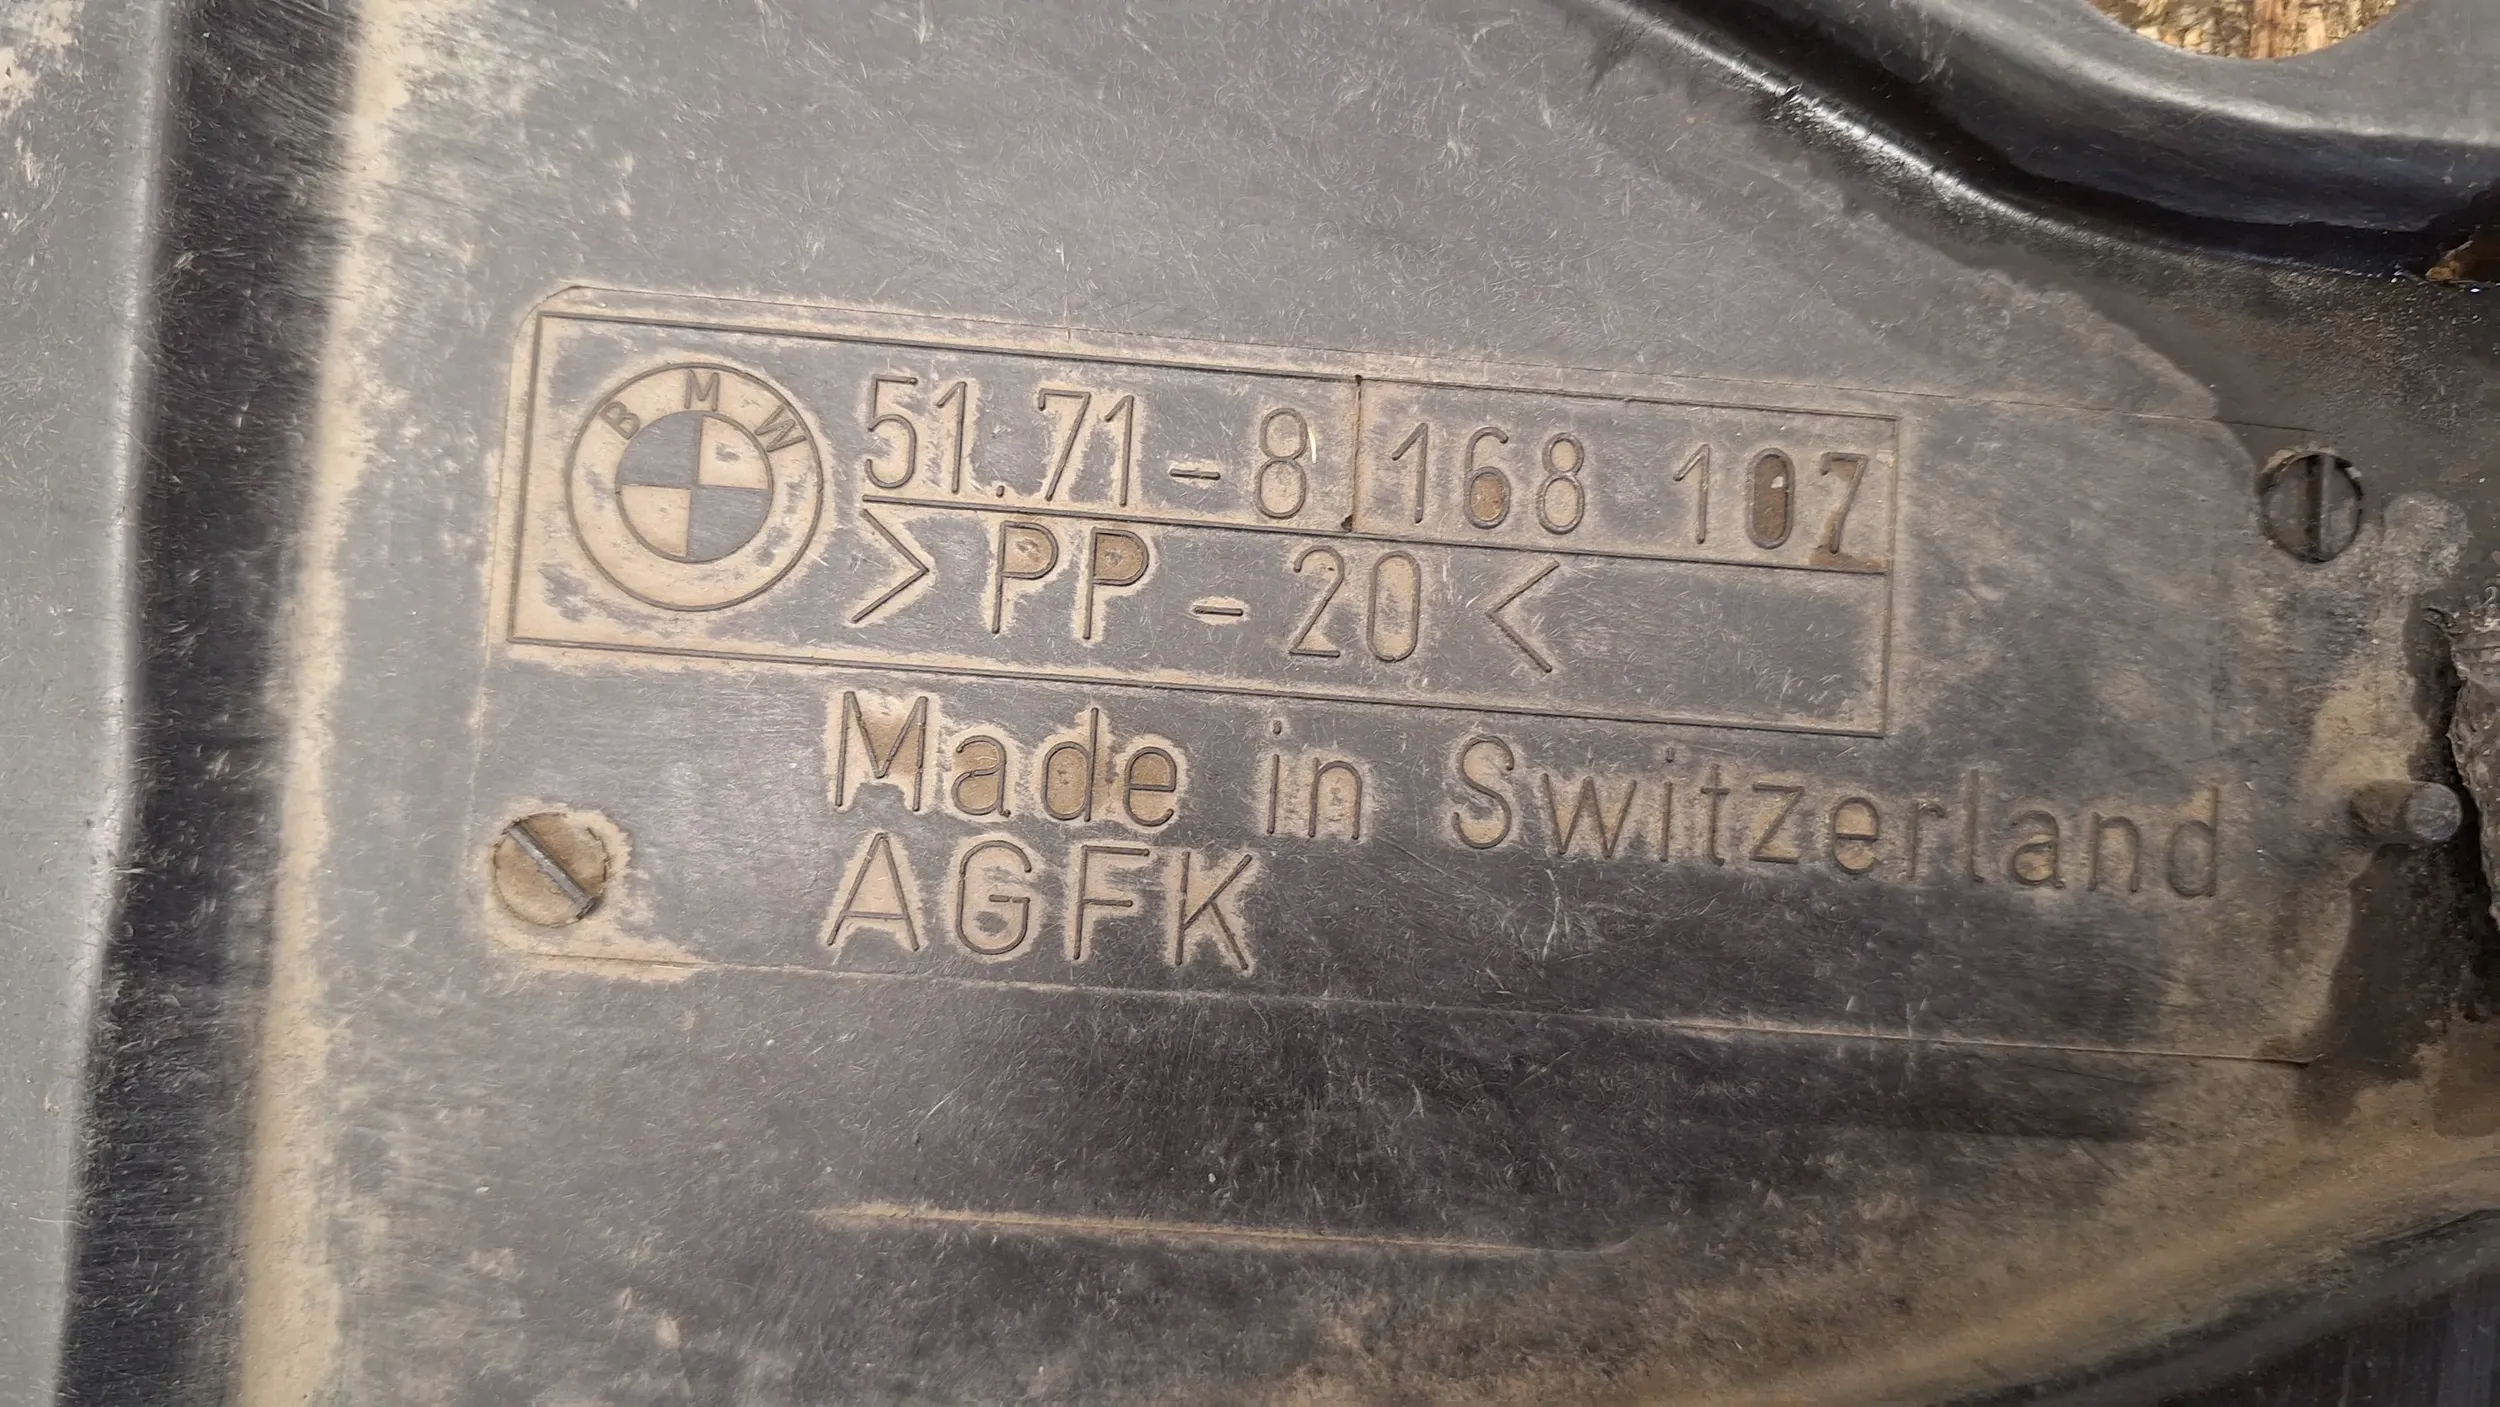 BMW
51.71-8 168 107
> PP-20 <
Made in Switzerland
AGFK